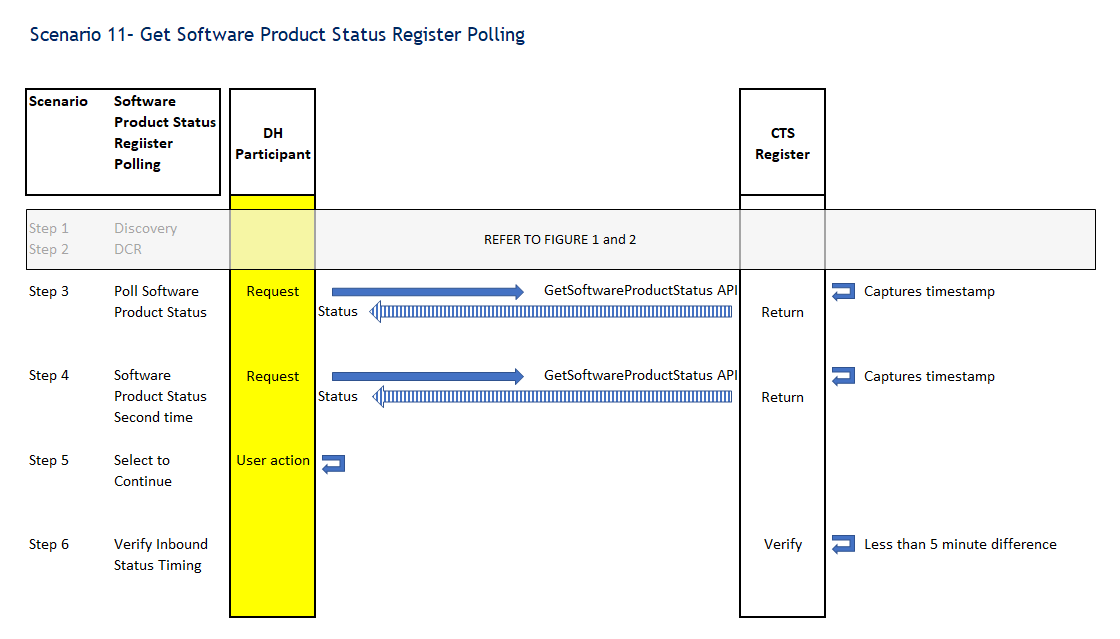 Scenario 11- Get Software Product Status Register Polling
Scenario
Software
Product Status
Regiister
Polling
DH
Participant
CTS
Register
Step 1 Discovery
Step 2 DCR
REFER TO FIGURE 1 and 2
Step 3 Poll Software Request GetSoftwareProductStatus API Captures timestamp
Product Status Status Return
Step 4 Software Request GetSoftwareProductStatus API Captures timestamp
Product Status Status Return
Second time
Step 5 Select to User action
Continue
Step 6 Verify Inbound Verify Less than 5 minute difference
Status Timing